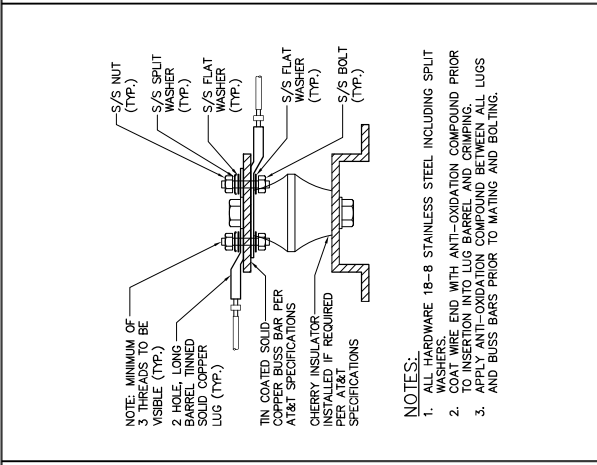 NOTE: MINIMUM OF
3 THREADS TO BE
VISIBLE (TYP.)
2 HOLE, LONG
BARREL TINNED
SOLID COPPER
LUG (TYP.)
TIN COATED SOLID
COPPER BUSS BAR PER
AT&T SPECIFICATIONS
CHERRY INSULATOR
INSTALLED IF REQUIRED
PER AT&T
SPECIFICATIONS
S/S NUT
(TYP.)
S/S SPLIT
WASHER
(TYP.)
S/S FLAT
WASHER
(TYP.)
S/S FLAT
WASHER
(TYP.)
S/S BOLT
(TYP.)
NOTES:
1. ALL HARDWARE 18-8 STAINLESS STEEL INCLUDING SPLIT
WASHERS.
2. COAT WIRE END WITH ANTI-OXIDATION COMPOUND PRIOR
TO INSERTION INTO LUG BARREL AND CRIMPING.
3. APPLY ANTI-OXIDATION COMPOUND BETWEEN ALL LUGS
AND BUSS BARS PRIOR TO MATING AND BOLTING.